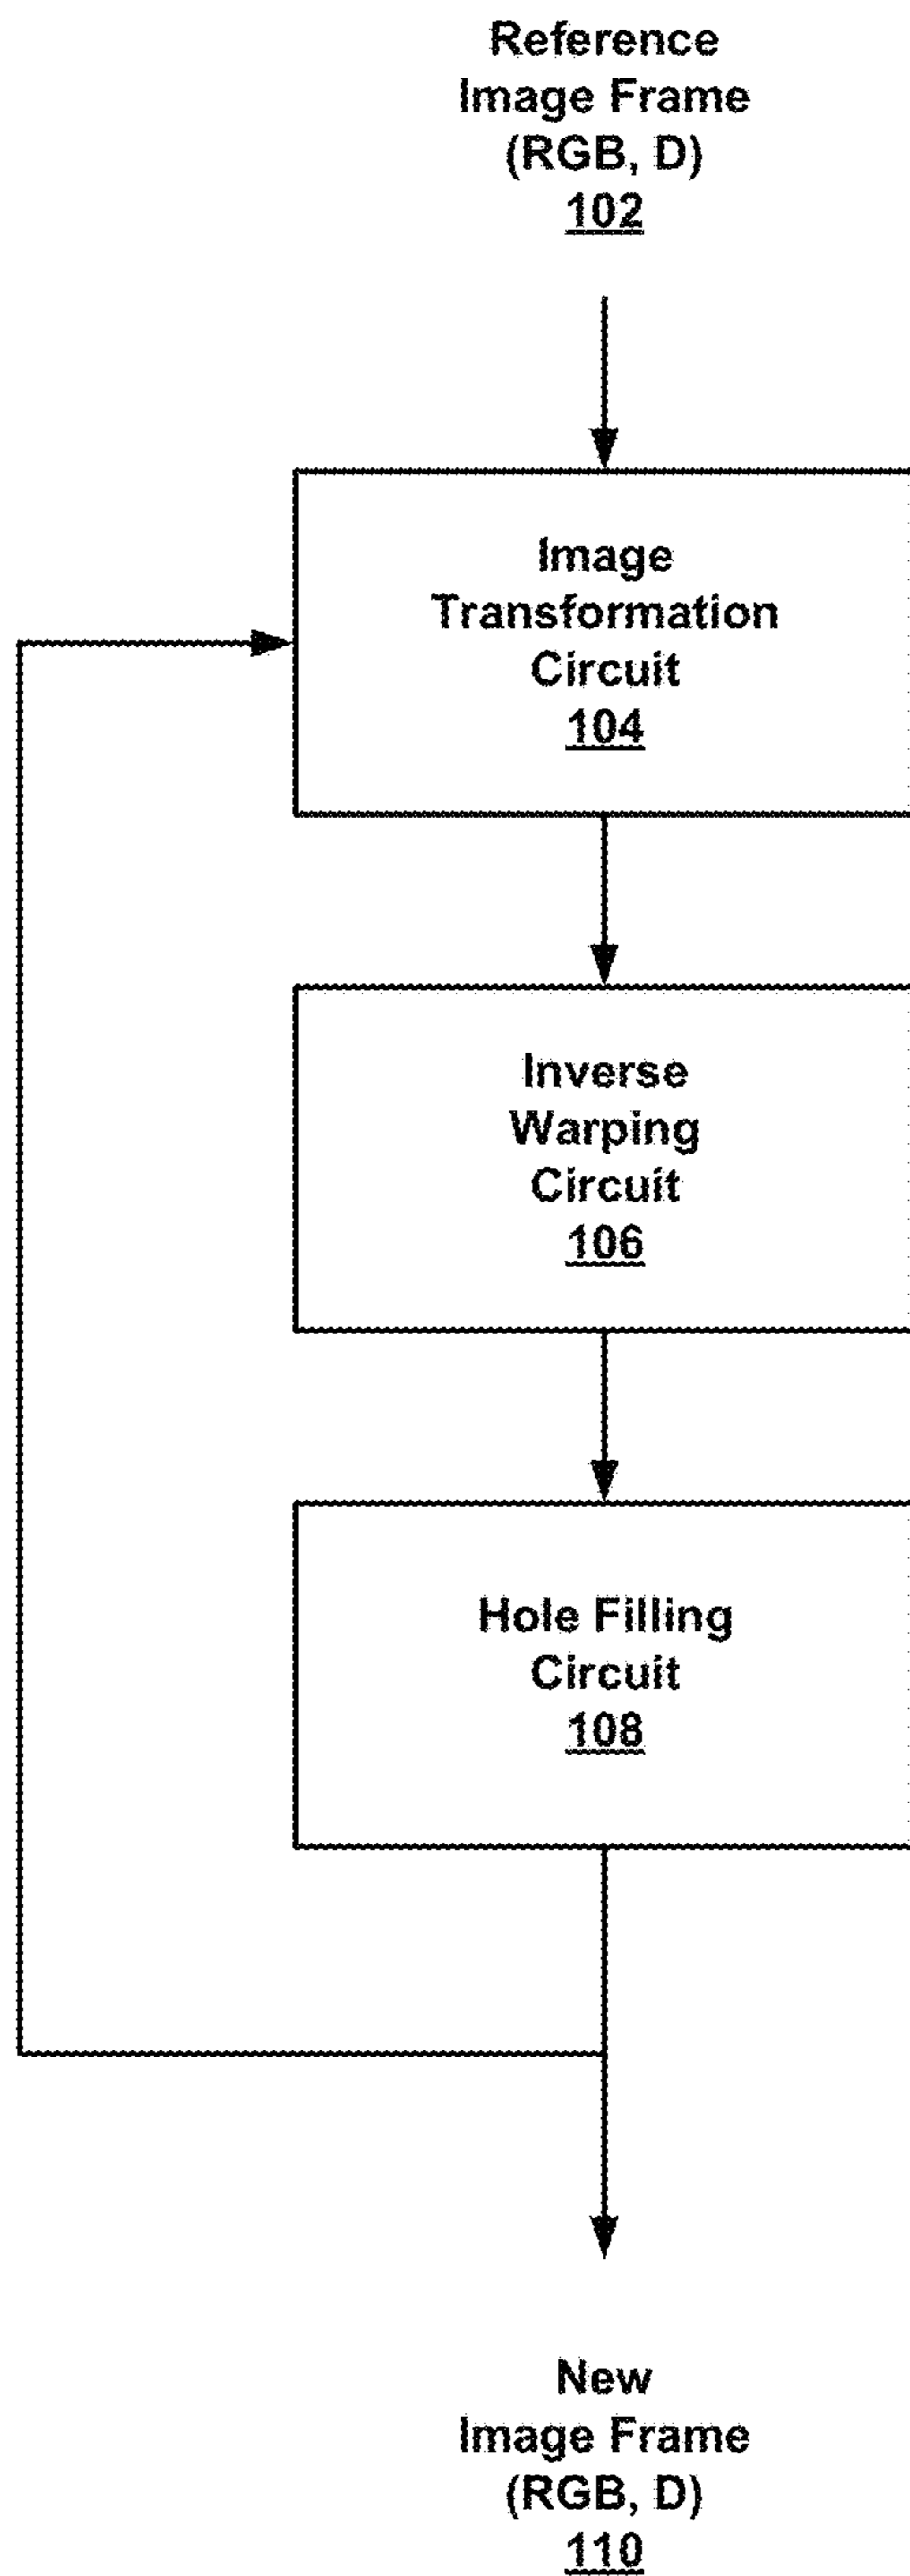 Reference
Image Frame
(RGB, D)
102
Image
Transformation
Circuit
104
Inverse
Warping
Circuit
106
Hole Filling
Circuit
108
New
Image Frame
(RGB, D)
110